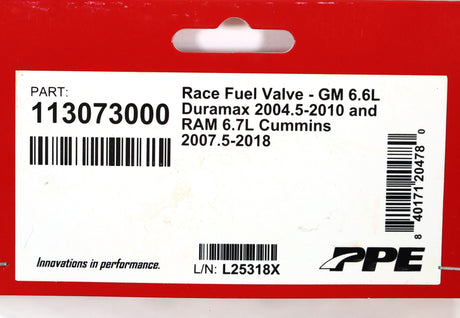 PART:
113073000
Race Fuel Valve - GM 6.6L
Duramax 2004.5-2010 and
RAM 6.7L Cummins
2007.5-2018
8 40171 20478 0
Innovations in performance.
L/N: L25318X
PPE